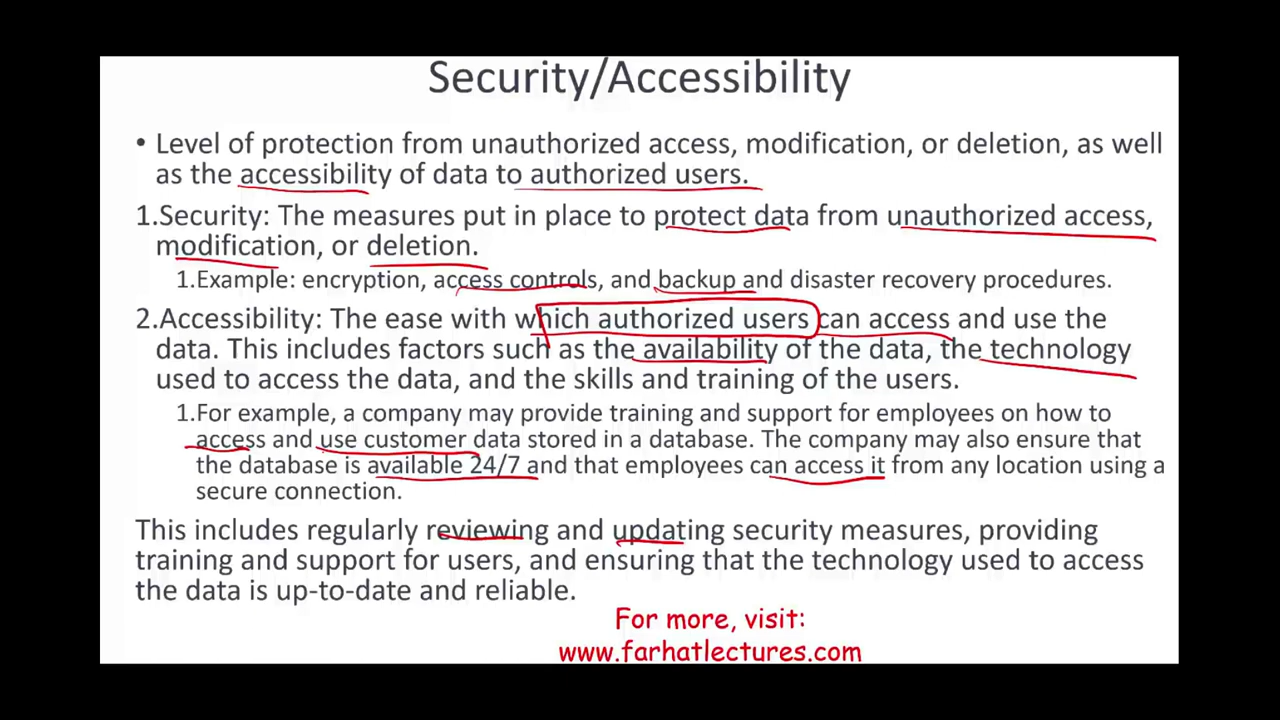 Security/Accessibility
• Level of protection from unauthorized access, modification, or deletion, as well
as the accessibility of data to authorized users.
1.Security: The measures put in place to protect data from unauthorized access,
modification, or deletion.
1.Example: encryption, access controls, and backup and disaster recovery procedures.
2.Accessibility: The ease with which authorized users can access and use the
data. This includes factors such as the availability of the data, the technology
used to access the data, and the skills and training of the users.
1.For example, a company may provide training and support for employees on how to
access and use customer data stored in a database. The company may also ensure that
the database is available 24/7 and that employees can access it from any location using a
secure connection.
This includes regularly reviewing and updating security measures, providing
training and support for users, and ensuring that the technology used to access
the data is up-to-date and reliable.
For more, visit:
www.farhatlectures.com